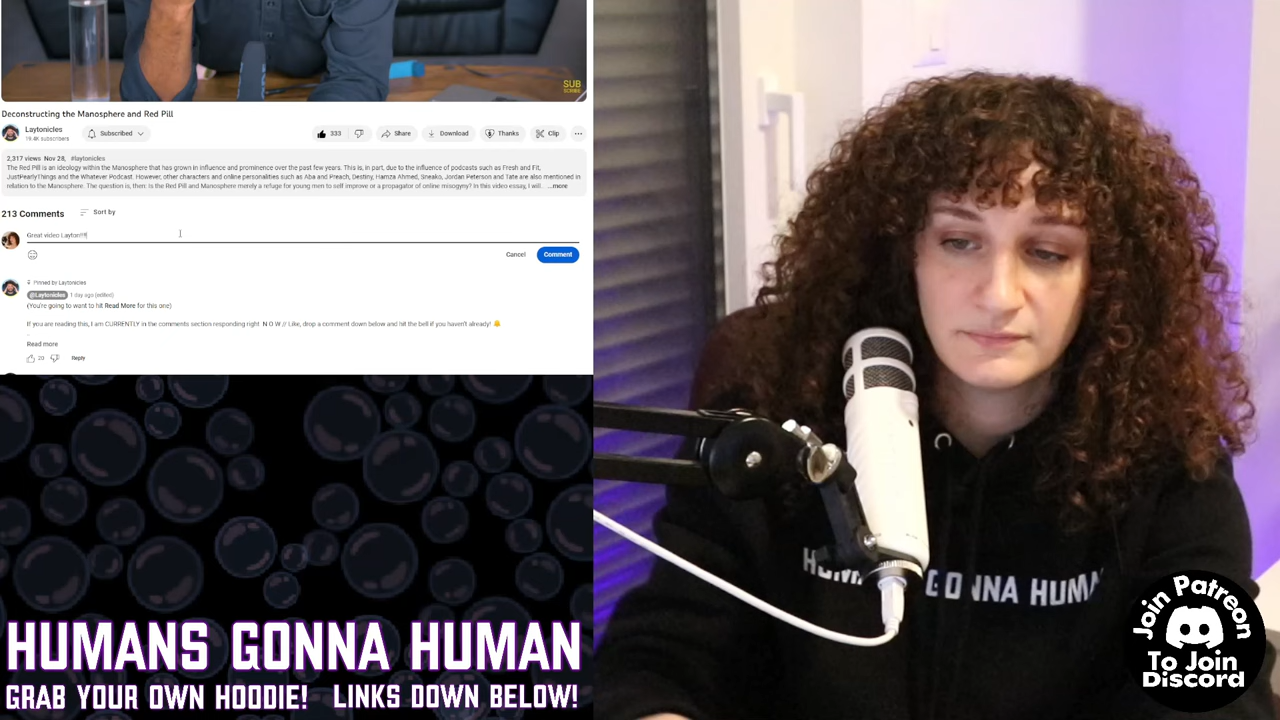 SUB
SCRIBE
Deconstructing the Manosphere and Red Pill
Laytonicles
19.4K subscribers
Subscribed
333
Share
Download
Thanks
Clip
2,317 views Nov 28, #laytonicles
The Red Pill is an ideology within the Manosphere that has grown in influence and prominence over the past few years. This is, in part, due to the influence of podcasts such as Fresh and Fit,
JustPearlyThings and the Whatever Podcast. However, other characters and online personalities such as Aba and Preach, Destiny, Hamza Ahmed, Sneako, Jordan Peterson and Tate are also mentioned in
relation to the Manosphere. The question is, then: Is the Red Pill and Manosphere merely a refuge for young men to self improve or a propagator of online misogyny? In this video essay, I will... ...more
213 Comments
Sort by
Great video Layton!!!
Cancel
Comment
Pinned by Laytonicles
@Laytonicles 1 day ago (edited)
(You're going to want to hit Read More for this one)
If you are reading this, I am CURRENTLY in the comments section responding right N O W // Like, drop a comment down below and hit the bell if you haven't already! 🔔
Read more
20
Reply
HUMANS GONNA HUMAN
GRAB YOUR OWN HOODIE! LINKS DOWN BELOW!
GONNA HUMA
Join Patreon
To Join
Discord